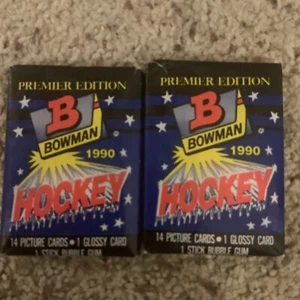 PREMIER EDITION
B
BOWMAN ®
1990
HOCKEY
14 PICTURE CARDS • 1 GLOSSY CARD
1 STICK BUBBLE GUM
PREMIER EDITION
B
BOWMAN ®
1990
HOCKEY
14 PICTURE CARDS • 1 GLOSSY CARD
1 STICK BUBBLE GUM